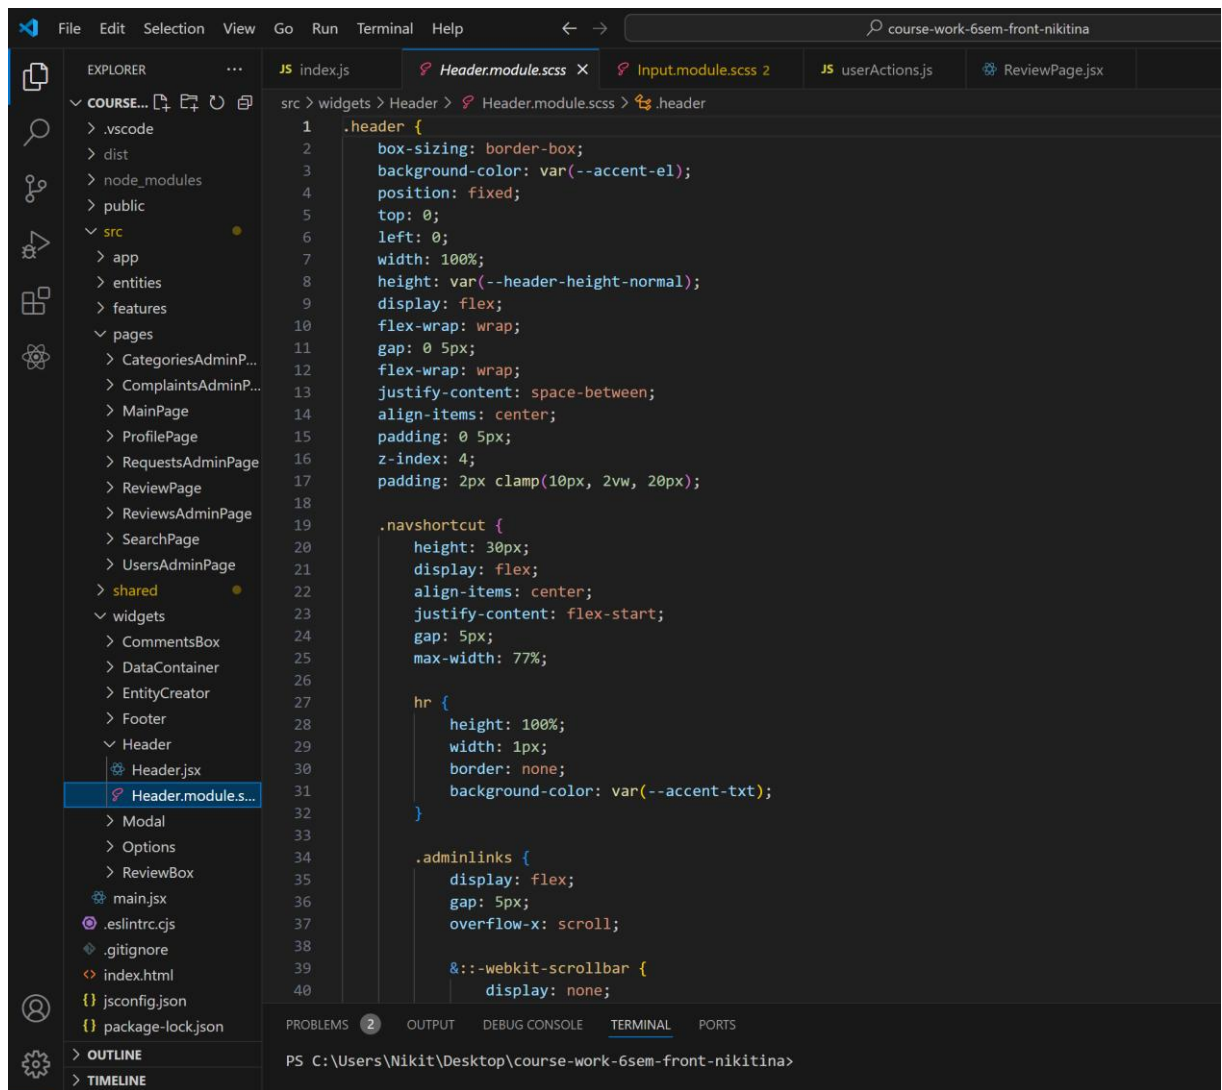 File Edit Selection View Go Run Terminal Help
course-work-6sem-front-nikitina
EXPLORER
COURSE...
.vscode
dist
node_modules
public
src
app
entities
features
pages
CategoriesAdminP...
ComplaintsAdminP...
MainPage
ProfilePage
RequestsAdminPage
ReviewPage
ReviewsAdminPage
SearchPage
UsersAdminPage
shared
widgets
CommentsBox
DataContainer
EntityCreator
Footer
Header
Header.jsx
Header.module.s...
Modal
Options
ReviewBox
main.jsx
.eslintrc.cjs
.gitignore
index.html
{} jsconfig.json
{} package-lock.json
OUTLINE
TIMELINE
JS index.js Header.module.scss Input.module.scss 2 JS userActions.js ReviewPage.jsx
src > widgets > Header > Header.module.scss > .header
1 .header {
2 box-sizing: border-box;
3 background-color: var(--accent-el);
4 position: fixed;
5 top: 0;
6 left: 0;
7 width: 100%;
8 height: var(--header-height-normal);
9 display: flex;
10 flex-wrap: wrap;
11 gap: 0 5px;
12 flex-wrap: wrap;
13 justify-content: space-between;
14 align-items: center;
15 padding: 0 5px;
16 z-index: 4;
17 padding: 2px clamp(10px, 2vw, 20px);
18
19 .navshortcut {
20 height: 30px;
21 display: flex;
22 align-items: center;
23 justify-content: flex-start;
24 gap: 5px;
25 max-width: 77%;
26
27 hr {
28 height: 100%;
29 width: 1px;
30 border: none;
31 background-color: var(--accent-txt);
32 }
33
34 .adminlinks {
35 display: flex;
36 gap: 5px;
37 overflow-x: scroll;
38
39 &::-webkit-scrollbar {
40 display: none;
PROBLEMS 2 OUTPUT DEBUG CONSOLE TERMINAL PORTS
PS C:\Users\Nikit\Desktop\course-work-6sem-front-nikitina>